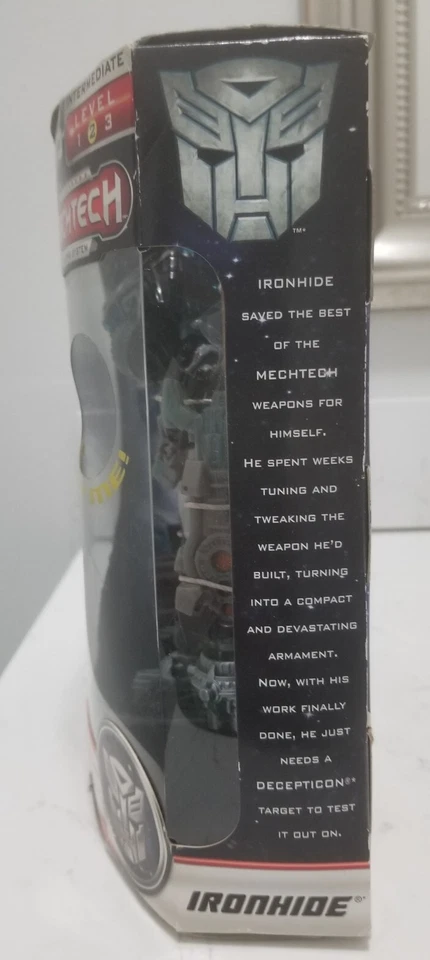 INTERMEDIATE
LEVEL
1 2 3
HTECH
™*
IRONHIDE
SAVED THE BEST
OF THE
MECHTECH
WEAPONS FOR
HIMSELF.
HE SPENT WEEKS
TUNING AND
TWEAKING THE
WEAPON HE'D
BUILT, TURNING
INTO A COMPACT
AND DEVASTATING
ARMAMENT.
NOW, WITH HIS
WORK FINALLY
DONE, HE JUST
NEEDS A
DECEPTICON®*
TARGET TO TEST
IT OUT ON.
IRONHIDE®*